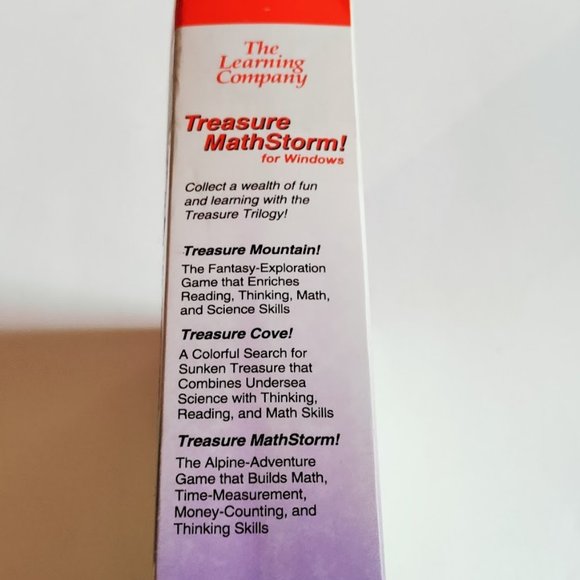 The
Learning
Company
Treasure
MathStorm!
for Windows
Collect a wealth of fun
and learning with the
Treasure Trilogy!
Treasure Mountain!
The Fantasy-Exploration
Game that Enriches
Reading, Thinking, Math,
and Science Skills
Treasure Cove!
A Colorful Search for
Sunken Treasure that
Combines Undersea
Science with Thinking,
Reading, and Math Skills
Treasure MathStorm!
The Alpine-Adventure
Game that Builds Math,
Time-Measurement,
Money-Counting, and
Thinking Skills